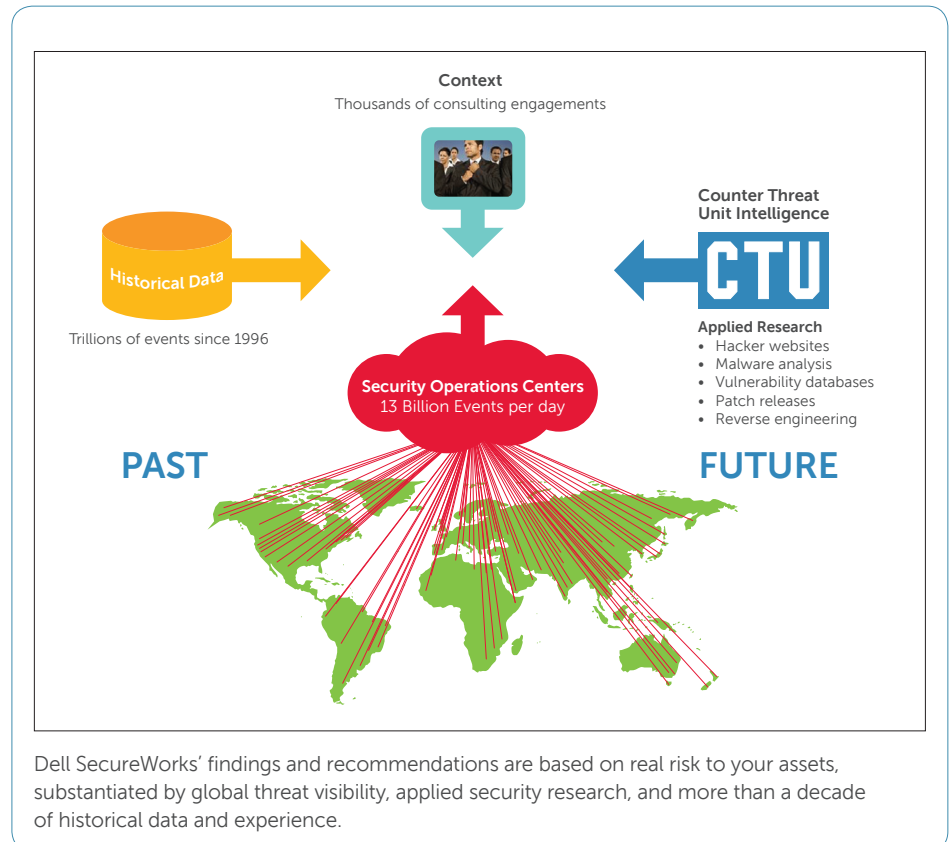 Context
Thousands of consulting engagements
Historical Data
Trillions of events since 1996
Counter Threat
Unit Intelligence
CTU
Applied Research
• Hacker websites
• Malware analysis
• Vulnerability databases
• Patch releases
• Reverse engineering
Security Operations Centers
13 Billion Events per day
PAST
FUTURE
Dell SecureWorks’ findings and recommendations are based on real risk to your assets,
substantiated by global threat visibility, applied security research, and more than a decade
of historical data and experience.